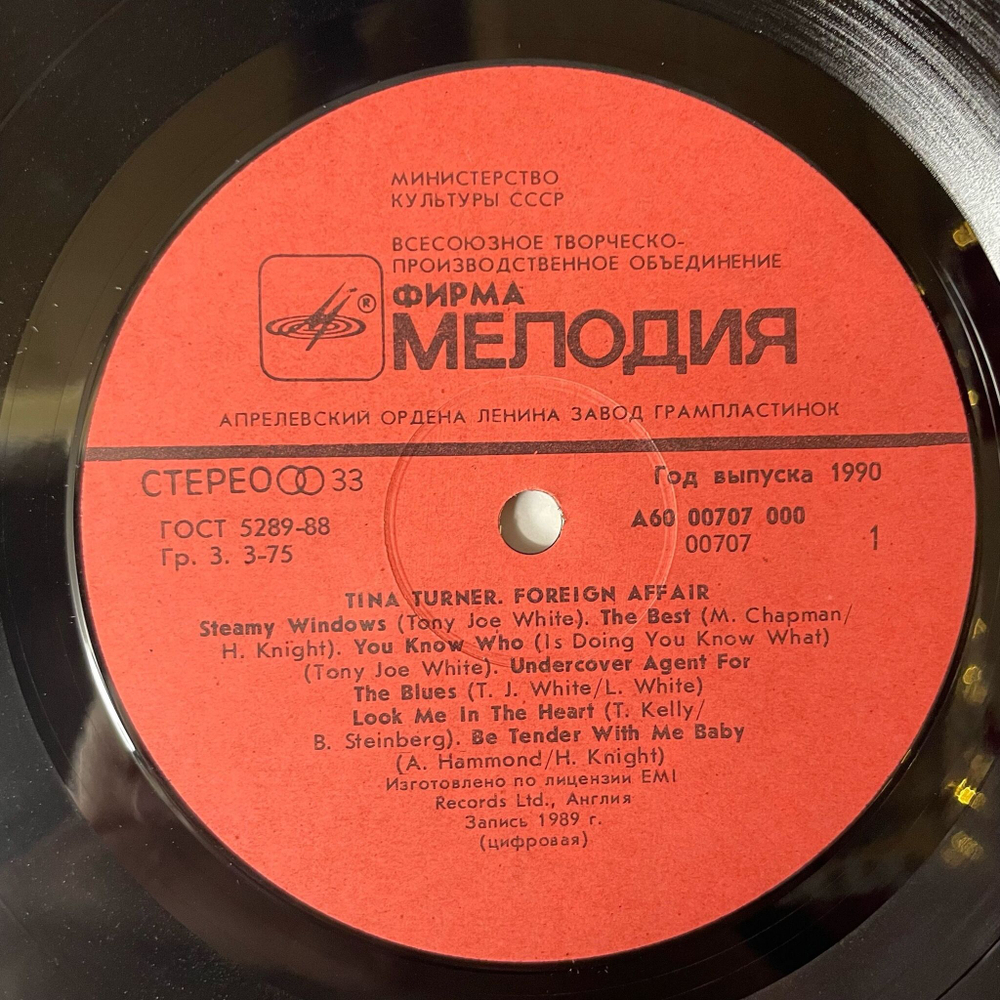 МИНИСТЕРСТВО
КУЛЬТУРЫ СССР
ВСЕСОЮЗНОЕ ТВОРЧЕСКО-
ПРОИЗВОДСТВЕННОЕ ОБЪЕДИНЕНИЕ
®
ФИРМА
МЕЛОДИЯ
АПРЕЛЕВСКИЙ ОРДЕНА ЛЕНИНА ЗАВОД ГРАМПЛАСТИНОК
СТЕРЕО 33
Год выпуска 1990
ГОСТ 5289-88
Гр. 3. 3-75
А60 00707 000
00707
1
TINA TURNER. FOREIGN AFFAIR
Steamy Windows (Tony Joe White). The Best (M. Chapman/
H. Knight). You Know Who (Is Doing You Know What)
(Tony Joe White). Undercover Agent For
The Blues (T. J. White/L. White)
Look Me In The Heart (T. Kelly/
B. Steinberg). Be Tender With Me Baby
(A. Hammond/H. Knight)
Изготовлено по лицензии EMI
Records Ltd., Англия
Запись 1989 г.
(цифровая)